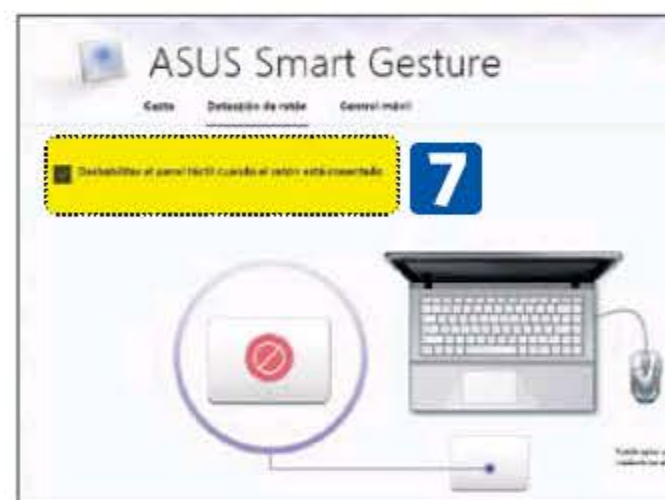 ASUS Smart Gesture
Gesto Detección de ratón Control móvil
Deshabilitar el panel táctil cuando el ratón está conectado
7